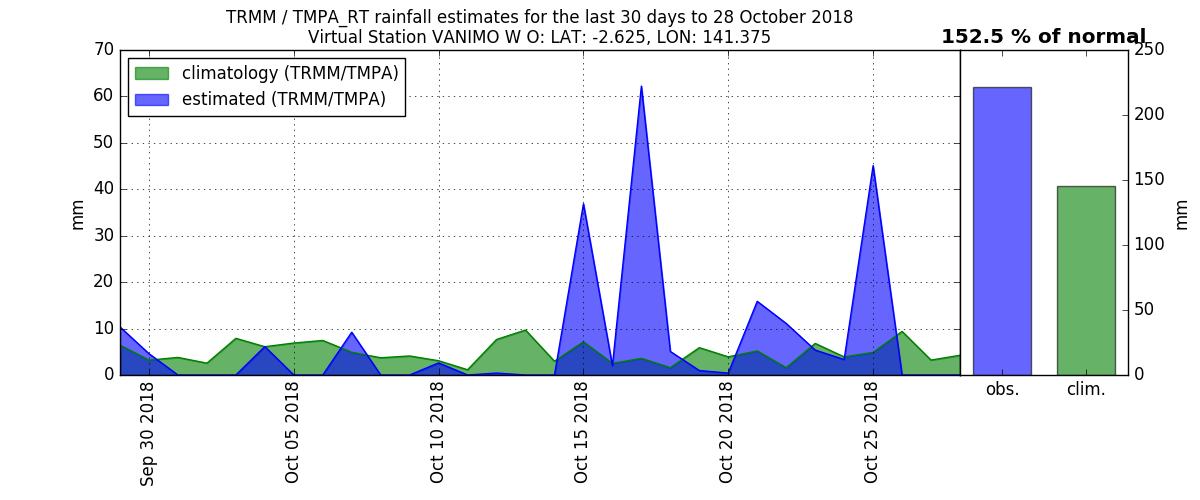 TRMM / TMPA_RT rainfall estimates for the last 30 days to 28 October 2018
Virtual Station VANIMO W O: LAT: -2.625, LON: 141.375
152.5 % of normal
climatology (TRMM/TMPA)
estimated (TRMM/TMPA)
70
60
50
40
30
20
10
0
mm
Sep 30 2018
Oct 05 2018
Oct 10 2018
Oct 15 2018
Oct 20 2018
Oct 25 2018
250
200
150
100
50
0
mm
obs.
clim.